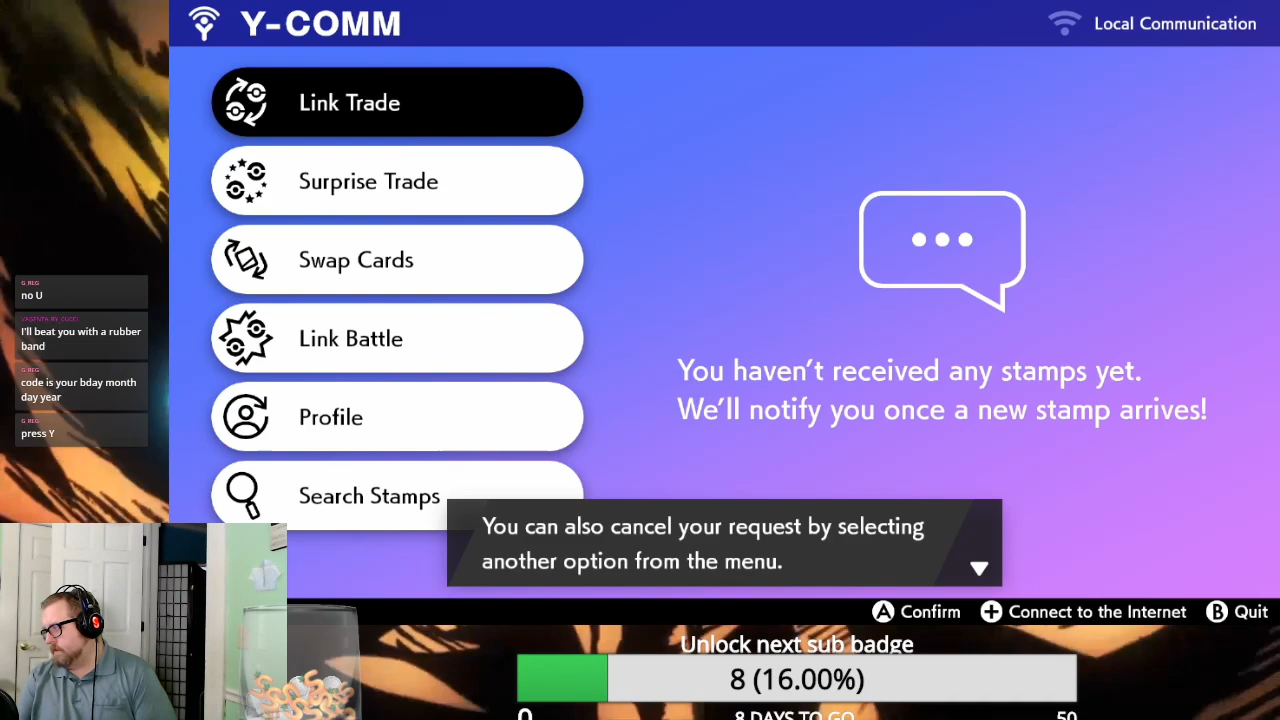 Y-COMM
Local Communication
Link Trade
Surprise Trade
Swap Cards
Link Battle
Profile
Search Stamps
You haven't received any stamps yet.
We'll notify you once a new stamp arrives!
You can also cancel your request by selecting
another option from the menu.
A Confirm
+ Connect to the Internet
B Quit
G REG
no U
I'll beat you with a rubber
band
G REG
code is your bday month
day year
G REG
press Y
Unlock next sub badge
8 (16.00%)
0
8 DAYS TO GO
50